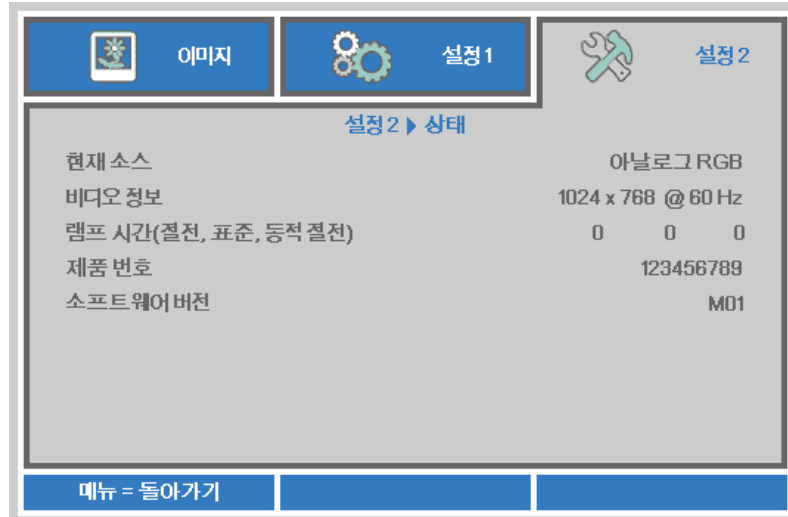 이미지 설정1 설정2
설정2 ▶ 상태
현재 소스 아날로그 RGB
비디오 정보 1024 x 768 @ 60 Hz
램프 시간(절전, 표준, 동적 절전) 0 0 0
제품 번호 123456789
소프트웨어 버전 M01
메뉴 = 돌아가기